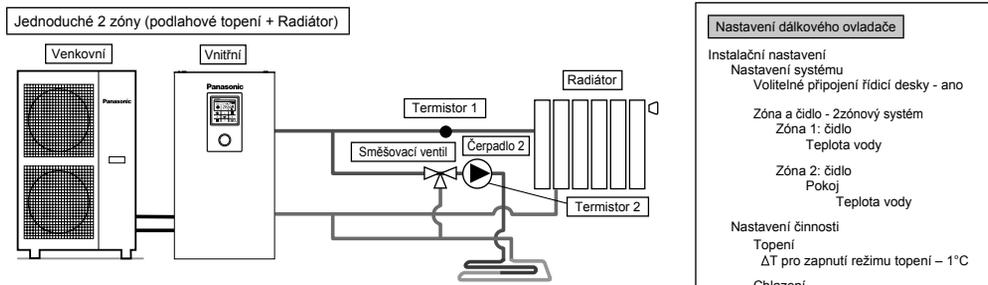 Jednoduché 2 zóny (podlahové topení + Radiátor)
Venkovní
Vnitřní
Panasonic
Panasonic
Termistor 1
Radiátor
Směšovací ventil
Čerpadlo 2
Termistor 2
Nastavení dálkového ovladače
Instalační nastavení
Nastavení systému
Volitelné připojení řídicí desky - ano
Zóna a čidlo - 2zónový systém
Zóna 1: čidlo
Teplota vody
Zóna 2: čidlo
Pokoj
Teplota vody
Nastavení činnosti
Topení
ΔT pro zapnutí režimu topení – 1°C
Chlazení